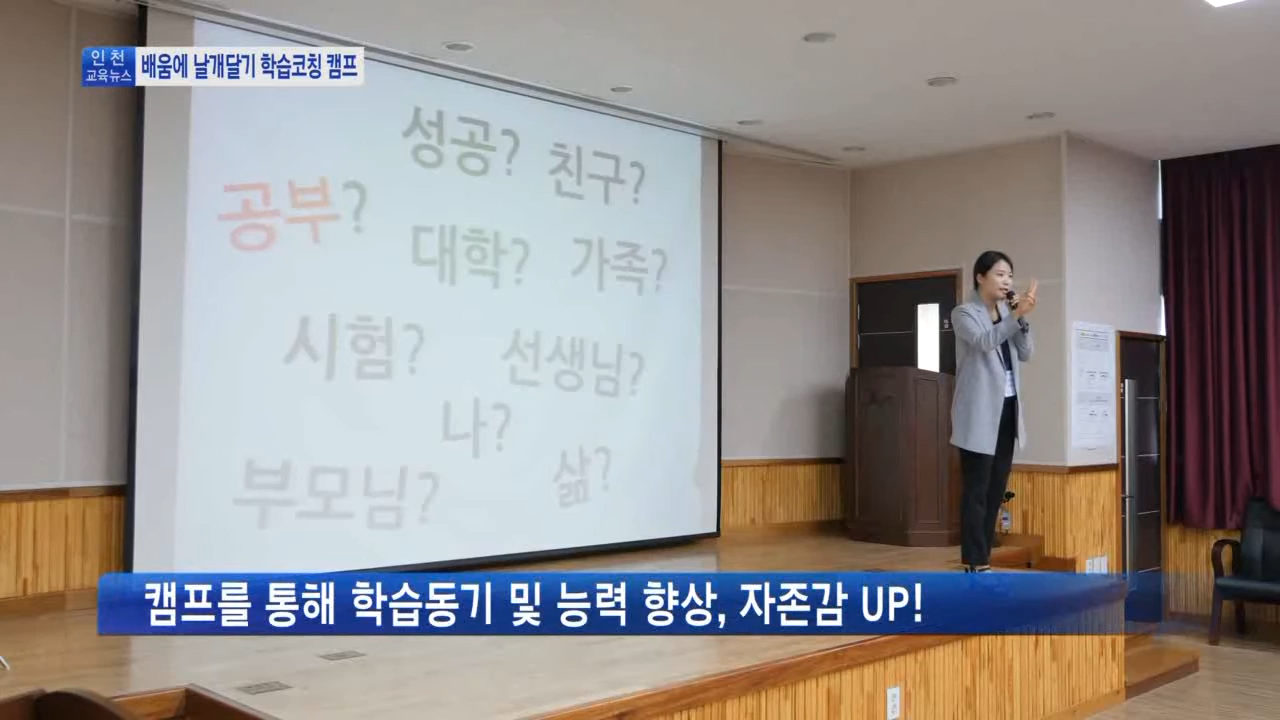 인천
교육뉴스
배움에 날개달기 학습코칭 캠프
성공? 친구?
공부?
대학? 가족?
시험? 선생님?
나?
삶?
부모님?
캠프를 통해 학습동기 및 능력 향상, 자존감 UP!